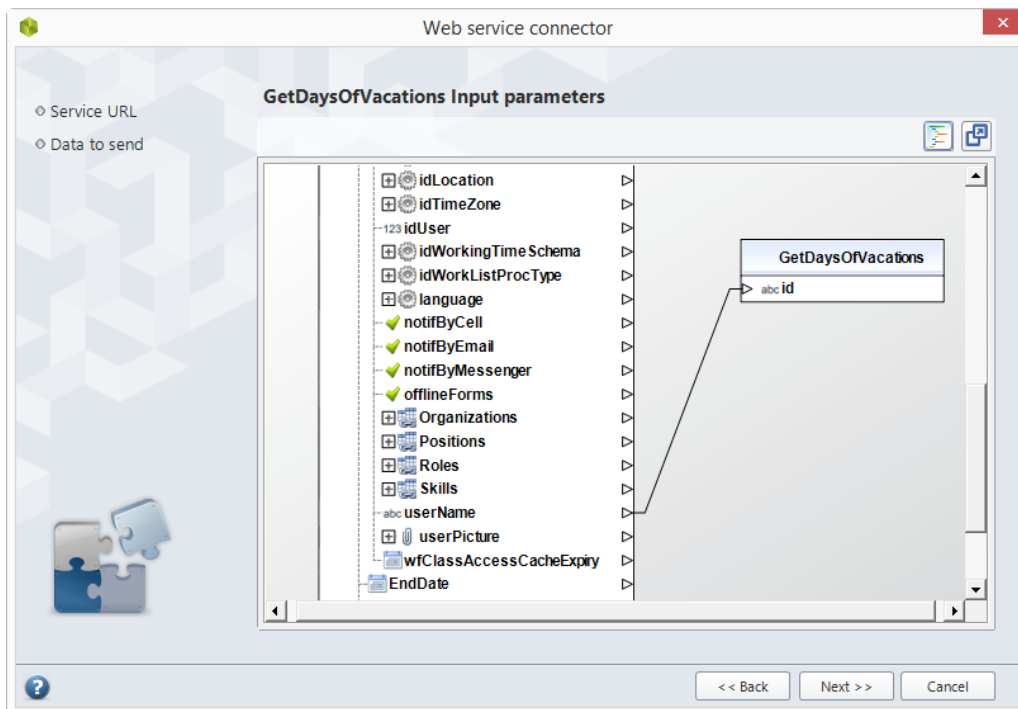 Web service connector
Service URL
Data to send
GetDaysOfVacations Input parameters
idLocation
idTimeZone
123 idUser
idWorkingTimeSchema
idWorkListProcType
language
notifByCell
notifByEmail
notifByMessenger
offlineForms
Organizations
Positions
Roles
Skills
abc userName
userPicture
wfClassAccessCacheExpiry
EndDate
GetDaysOfVacations
abc id
?
<< Back
Next >>
Cancel